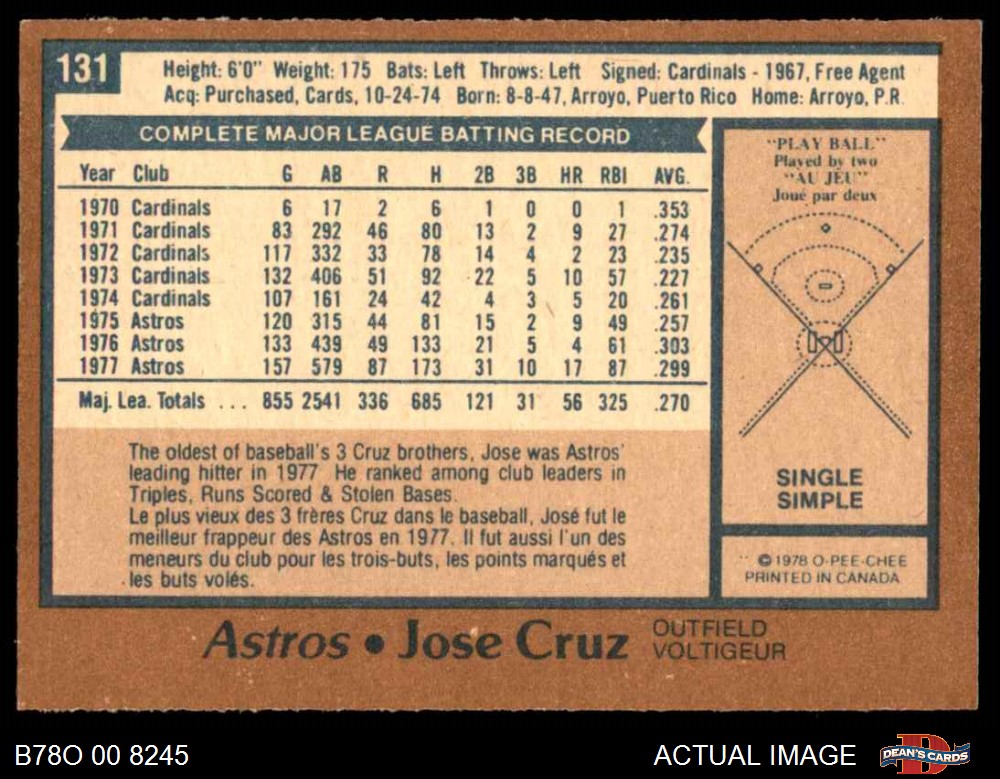 131
Height: 6'0" Weight: 175 Bats: Left Throws: Left Signed: Cardinals - 1967, Free Agent
Acq: Purchased, Cards, 10-24-74 Born: 8-8-47, Arroyo, Puerto Rico Home: Arroyo, P.R.
COMPLETE MAJOR LEAGUE BATTING RECORD
Year Club G AB R H 2B 3B HR RBI AVG.
1970 Cardinals 6 17 2 6 1 0 0 1 .353
1971 Cardinals 83 292 46 80 13 2 9 27 .274
1972 Cardinals 117 332 33 78 14 4 2 23 .235
1973 Cardinals 132 406 51 92 22 5 10 57 .227
1974 Cardinals 107 161 24 42 4 3 5 20 .261
1975 Astros 120 315 44 81 15 2 9 49 .257
1976 Astros 133 439 49 133 21 5 4 61 .303
1977 Astros 157 579 87 173 31 10 17 87 .299
Maj. Lea. Totals ... 855 2541 336 685 121 31 56 325 .270
The oldest of baseball's 3 Cruz brothers, Jose was Astros'
leading hitter in 1977 He ranked among club leaders in
Triples, Runs Scored & Stolen Bases.
Le plus vieux des 3 frères Cruz dans le baseball, José fut le
meilleur frappeur des Astros en 1977. Il fut aussi l'un des
meneurs du club pour les trois-buts, les points marqués et
les buts volés.
"PLAY BALL"
Played by two
"AU JEU"
Joué par deux
SINGLE
SIMPLE
© 1978 O-PEE-CHEE
PRINTED IN CANADA
Astros • Jose Cruz OUTFIELD
VOLTIGEUR
B78O 00 8245
ACTUAL IMAGE
DEAN'S CARDS